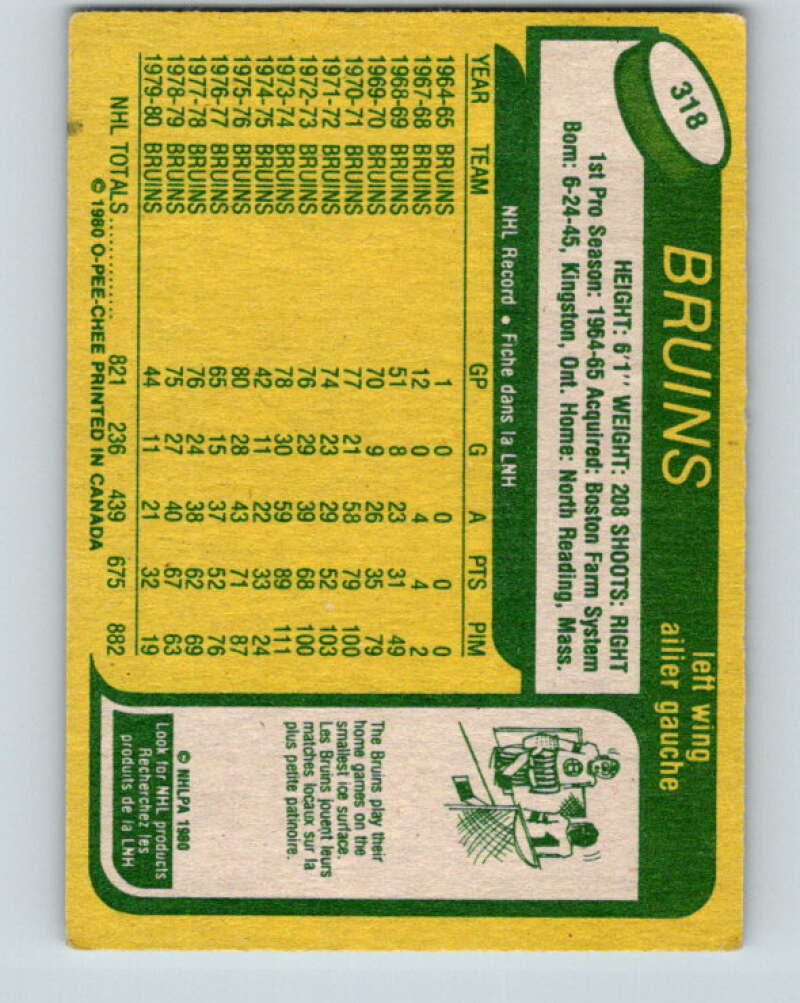 318
BRUINS
left wing
ailier gauche
HEIGHT: 6'1'' WEIGHT: 208 SHOOTS: RIGHT
1st Pro Season: 1964-65 Acquired: Boston Farm System
Born: 6-24-45, Kingston, Ont. Home: North Reading, Mass.
NHL Record • Fiche dans la LNH
YEAR TEAM GP G A PTS PIM
1964-65 BRUINS 1 0 0 0 0
1967-68 BRUINS 12 0 4 4 2
1968-69 BRUINS 51 8 23 31 49
1969-70 BRUINS 70 9 26 35 79
1970-71 BRUINS 77 21 58 79 100
1971-72 BRUINS 74 23 29 52 103
1972-73 BRUINS 76 29 39 68 100
1973-74 BRUINS 78 30 59 89 111
1974-75 BRUINS 42 11 22 33 24
1975-76 BRUINS 80 28 43 71 87
1976-77 BRUINS 65 15 37 52 76
1977-78 BRUINS 76 24 38 62 69
1978-79 BRUINS 75 27 40 67 63
1979-80 BRUINS 44 11 21 32 19
NHL TOTALS .............. 821 236 439 675 882
© 1980 O-PEE-CHEE PRINTED IN CANADA
The Bruins play their
home games on the
smallest ice surface.
Les Bruins jouent leurs
matches locaux sur la
plus petite patinoire.
© NHLPA 1980
Look for NHL products
Recherchez les
produits de la LNH